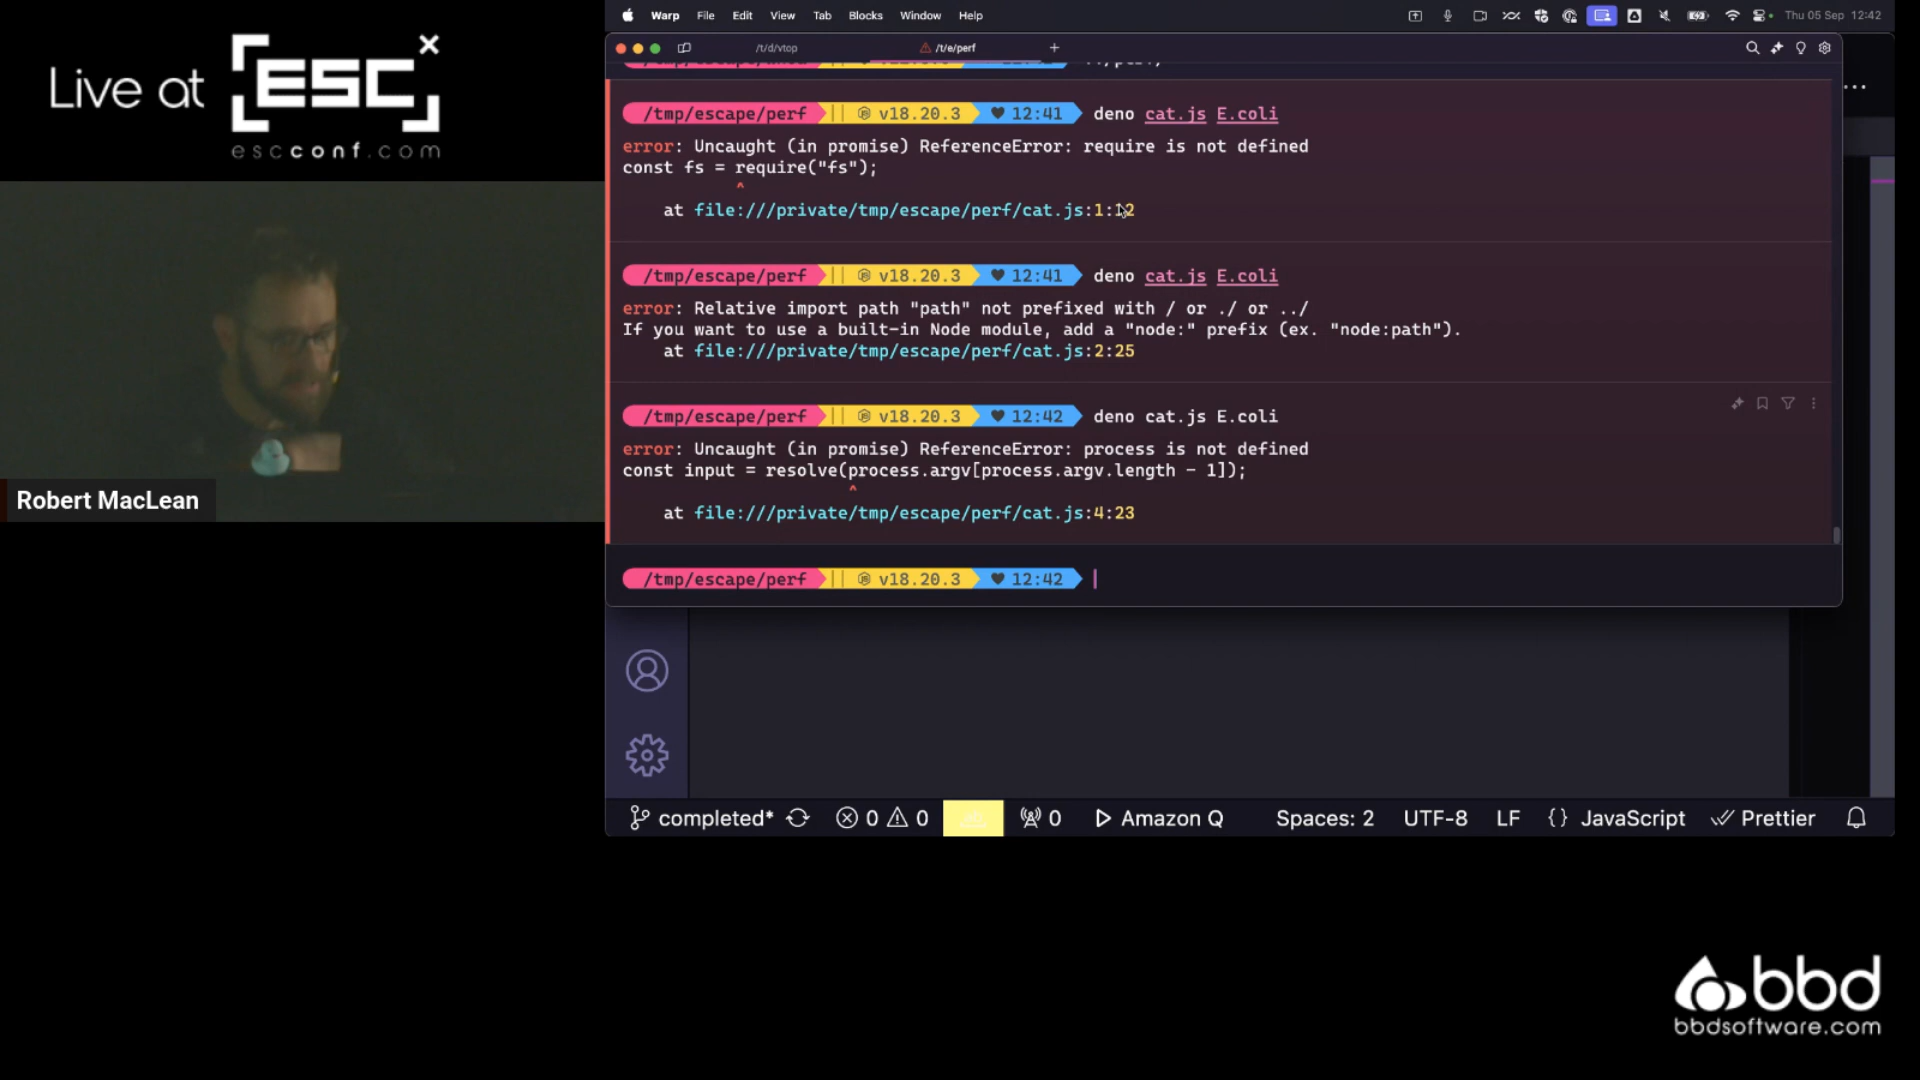 Live at ESC x
escconf.com
Robert MacLean
Warp File Edit View Tab Blocks Window Help Thu 05 Sep 12:42
/t/d/vtop /t/e/perf +
/tmp/escape/perf || v18.20.3 12:41 deno cat.js E.coli
error: Uncaught (in promise) ReferenceError: require is not defined
const fs = require("fs");
^
at file:///private/tmp/escape/perf/cat.js:1:12
/tmp/escape/perf || v18.20.3 12:41 deno cat.js E.coli
error: Relative import path "path" not prefixed with / or ./ or ../
If you want to use a built-in Node module, add a "node:" prefix (ex. "node:path").
at file:///private/tmp/escape/perf/cat.js:2:25
/tmp/escape/perf || v18.20.3 12:42 deno cat.js E.coli
error: Uncaught (in promise) ReferenceError: process is not defined
const input = resolve(process.argv[process.argv.length - 1]);
^
at file:///private/tmp/escape/perf/cat.js:4:23
/tmp/escape/perf || v18.20.3 12:42
completed* 0 0 0 Amazon Q Spaces: 2 UTF-8 LF {} JavaScript Prettier
bbd
bbdsoftware.com